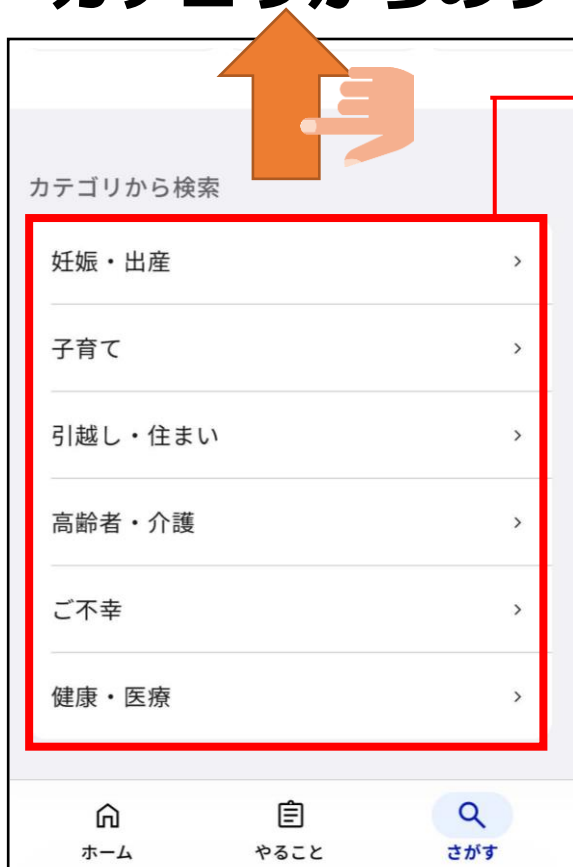 カテゴリから検索
妊娠・出産
子育て
引越し・住まい
高齢者・介護
ご不幸
健康・医療
ホーム
やること
さがす